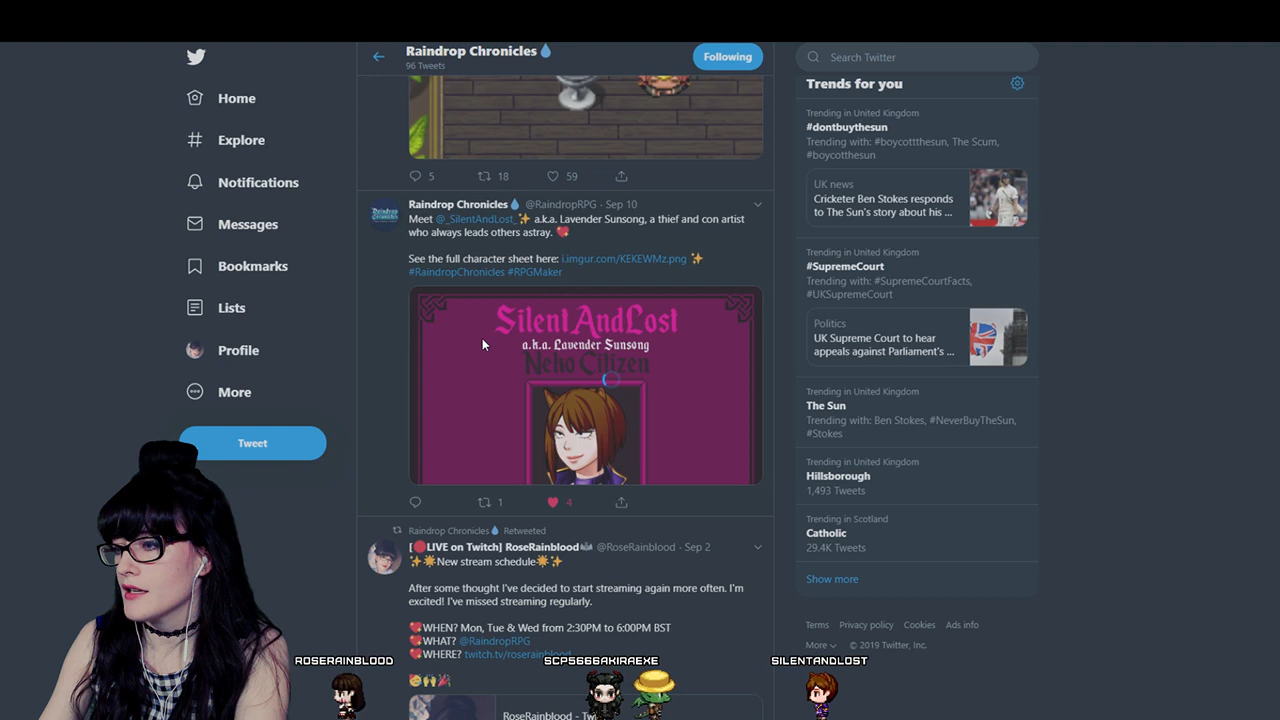 Home
Explore
Notifications
Messages
Bookmarks
Lists
Profile
More
Tweet
Raindrop Chronicles
96 Tweets
Following
5
18
59
Raindrop Chronicles @RaindropRPG · Sep 10
Meet @_SilentAndLost_ a.k.a. Lavender Sunsong, a thief and con artist
who always leads others astray.
See the full character sheet here: i.imgur.com/KEKEWMz.png
#RaindropChronicles #RPGMaker
SilentAndLost
a.k.a. Lavender Sunsong
Neko Citizen
1
4
Raindrop Chronicles Retweeted
[🔴LIVE on Twitch] RoseRainblood @RoseRainblood · Sep 2
New stream schedule
After some thought I've decided to start streaming again more often. I'm
excited! I've missed streaming regularly.
WHEN? Mon, Tue & Wed from 2:30PM to 6:00PM BST
WHAT? @RaindropRPG
WHERE? twitch.tv/roserainblood
RoseRainblood - Tw
Search Twitter
Trends for you
Trending in United Kingdom
#dontbuythesun
Trending with: #boycottthesun, The Scum,
#boycotthesun
UK news
Cricketer Ben Stokes responds
to The Sun's story about his ...
Trending in United Kingdom
#SupremeCourt
Trending with: #SupremeCourtFacts,
#UKSupremeCourt
Politics
UK Supreme Court to hear
appeals against Parliament's ...
Trending in United Kingdom
The Sun
Trending with: Ben Stokes, #NeverBuyTheSun,
#Stokes
Trending in United Kingdom
Hillsborough
1,493 Tweets
Trending in Scotland
Catholic
29.4K Tweets
Show more
Terms Privacy policy Cookies Ads info
More © 2019 Twitter, Inc.
ROSERAINBLOOD
SCP5666AKIRAEXE
SILENTANDLOST